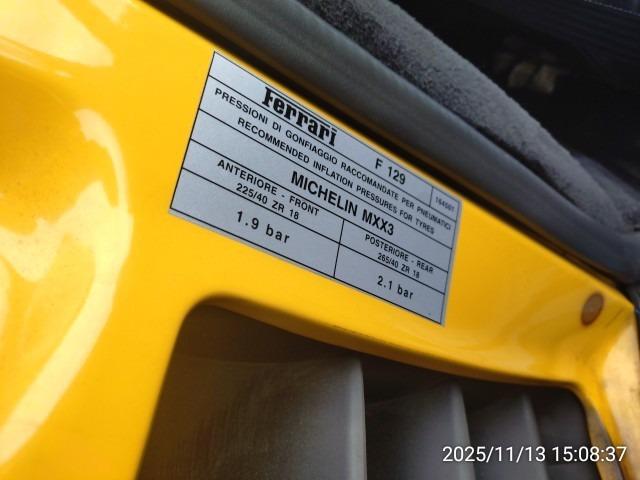 Ferrari
F 129
164501
PRESSIONI DI GONFIAGGIO RACCOMANDATE PER PNEUMATICI
RECOMMENDED INFLATION PRESSURES FOR TYRES
MICHELIN MXX3
ANTERIORE - FRONT
225/40 ZR 18
1.9 bar
POSTERIORE - REAR
265/40 ZR 18
2.1 bar
2025/11/13 15:08:37